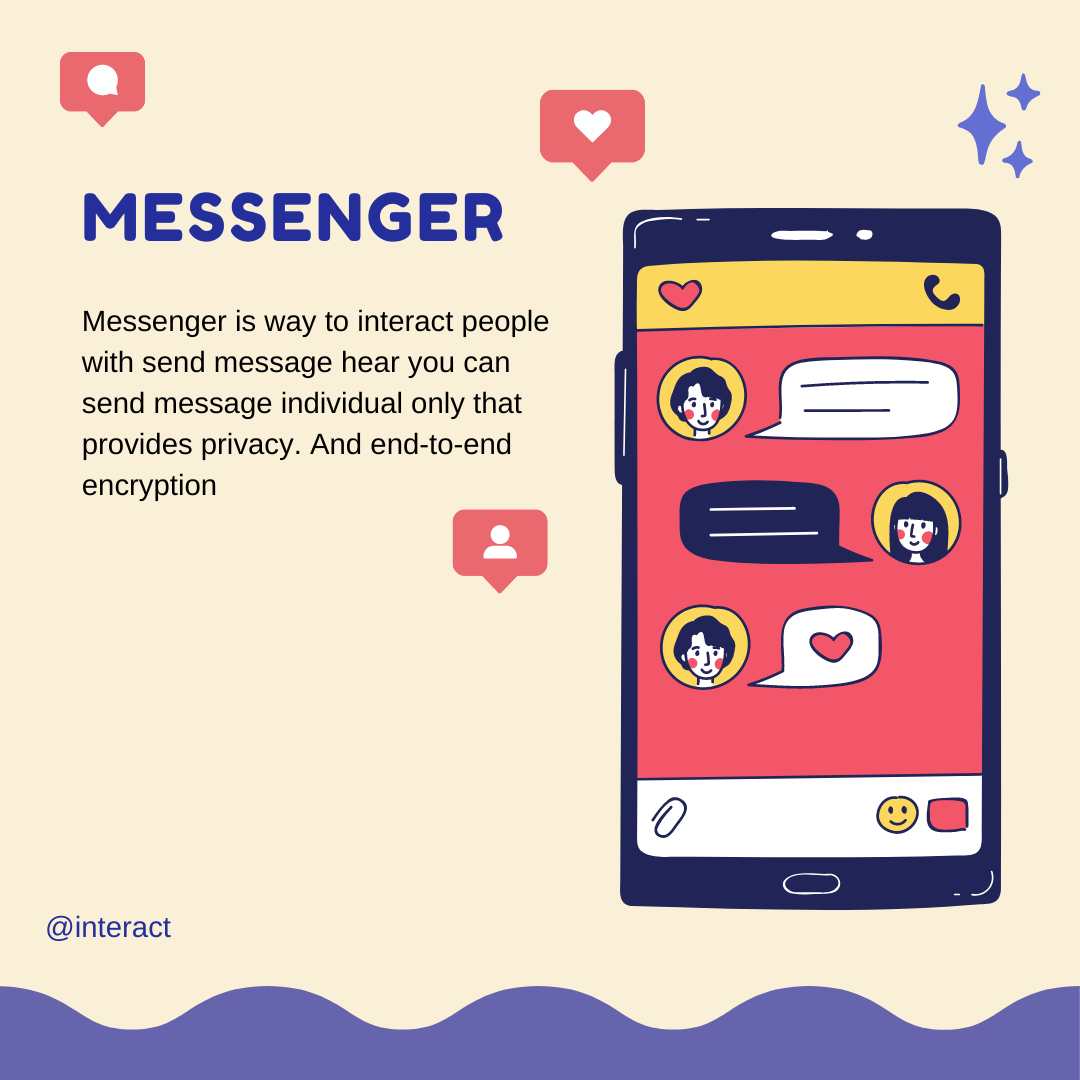 MESSENGER
Messenger is way to interact people
with send message hear you can
send message individual only that
provides privacy. And end-to-end
encryption
@interact